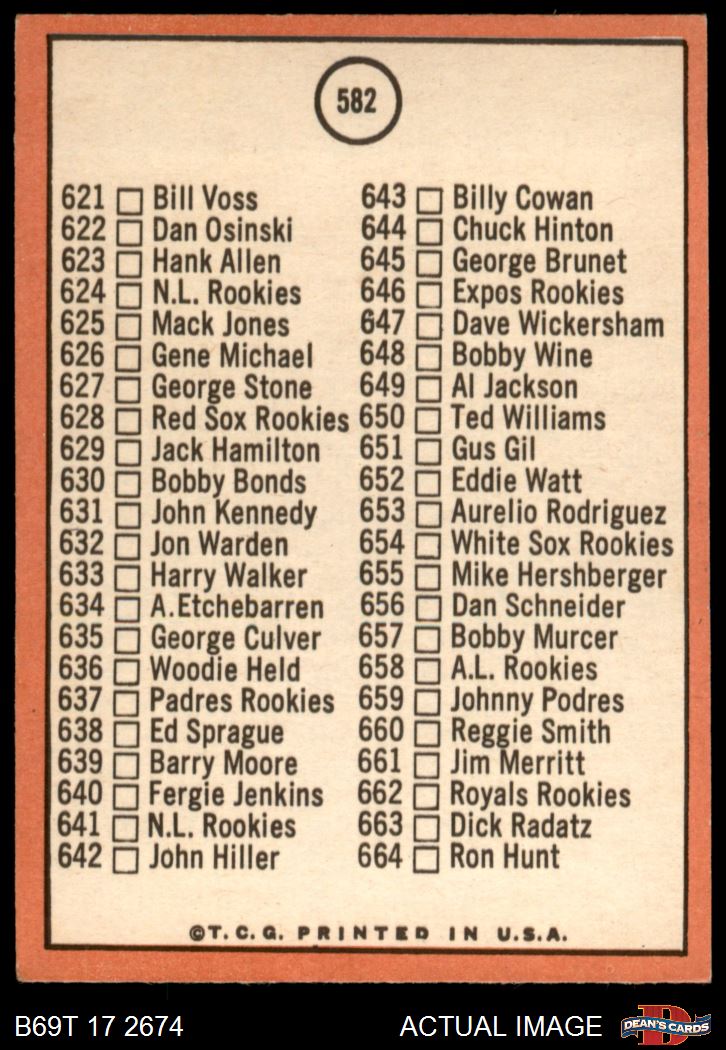 582
621 Bill Voss
622 Dan Osinski
623 Hank Allen
624 N.L. Rookies
625 Mack Jones
626 Gene Michael
627 George Stone
628 Red Sox Rookies
629 Jack Hamilton
630 Bobby Bonds
631 John Kennedy
632 Jon Warden
633 Harry Walker
634 A.Etchebarren
635 George Culver
636 Woodie Held
637 Padres Rookies
638 Ed Sprague
639 Barry Moore
640 Fergie Jenkins
641 N.L. Rookies
642 John Hiller
643 Billy Cowan
644 Chuck Hinton
645 George Brunet
646 Expos Rookies
647 Dave Wickersham
648 Bobby Wine
649 Al Jackson
650 Ted Williams
651 Gus Gil
652 Eddie Watt
653 Aurelio Rodriguez
654 White Sox Rookies
655 Mike Hershberger
656 Dan Schneider
657 Bobby Murcer
658 A.L. Rookies
659 Johnny Podres
660 Reggie Smith
661 Jim Merritt
662 Royals Rookies
663 Dick Radatz
664 Ron Hunt
©T.C.G. PRINTED IN U.S.A.
B69T 17 2674
ACTUAL IMAGE
D
DEAN'S CARDS